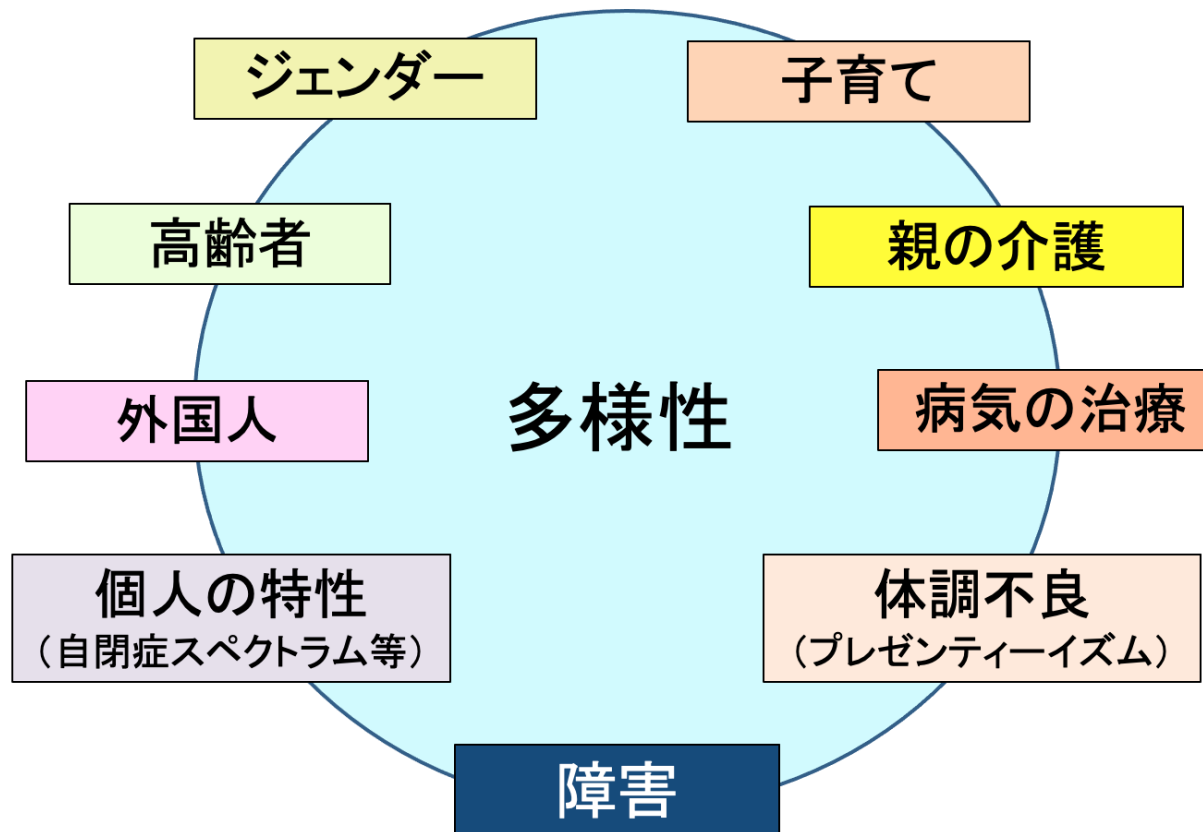 ジェンダー
子育て
高齢者
親の介護
外国人
多様性
病気の治療
個人の特性
（自閉症スペクトラム等）
体調不良
（プレゼンティーイズム）
障害